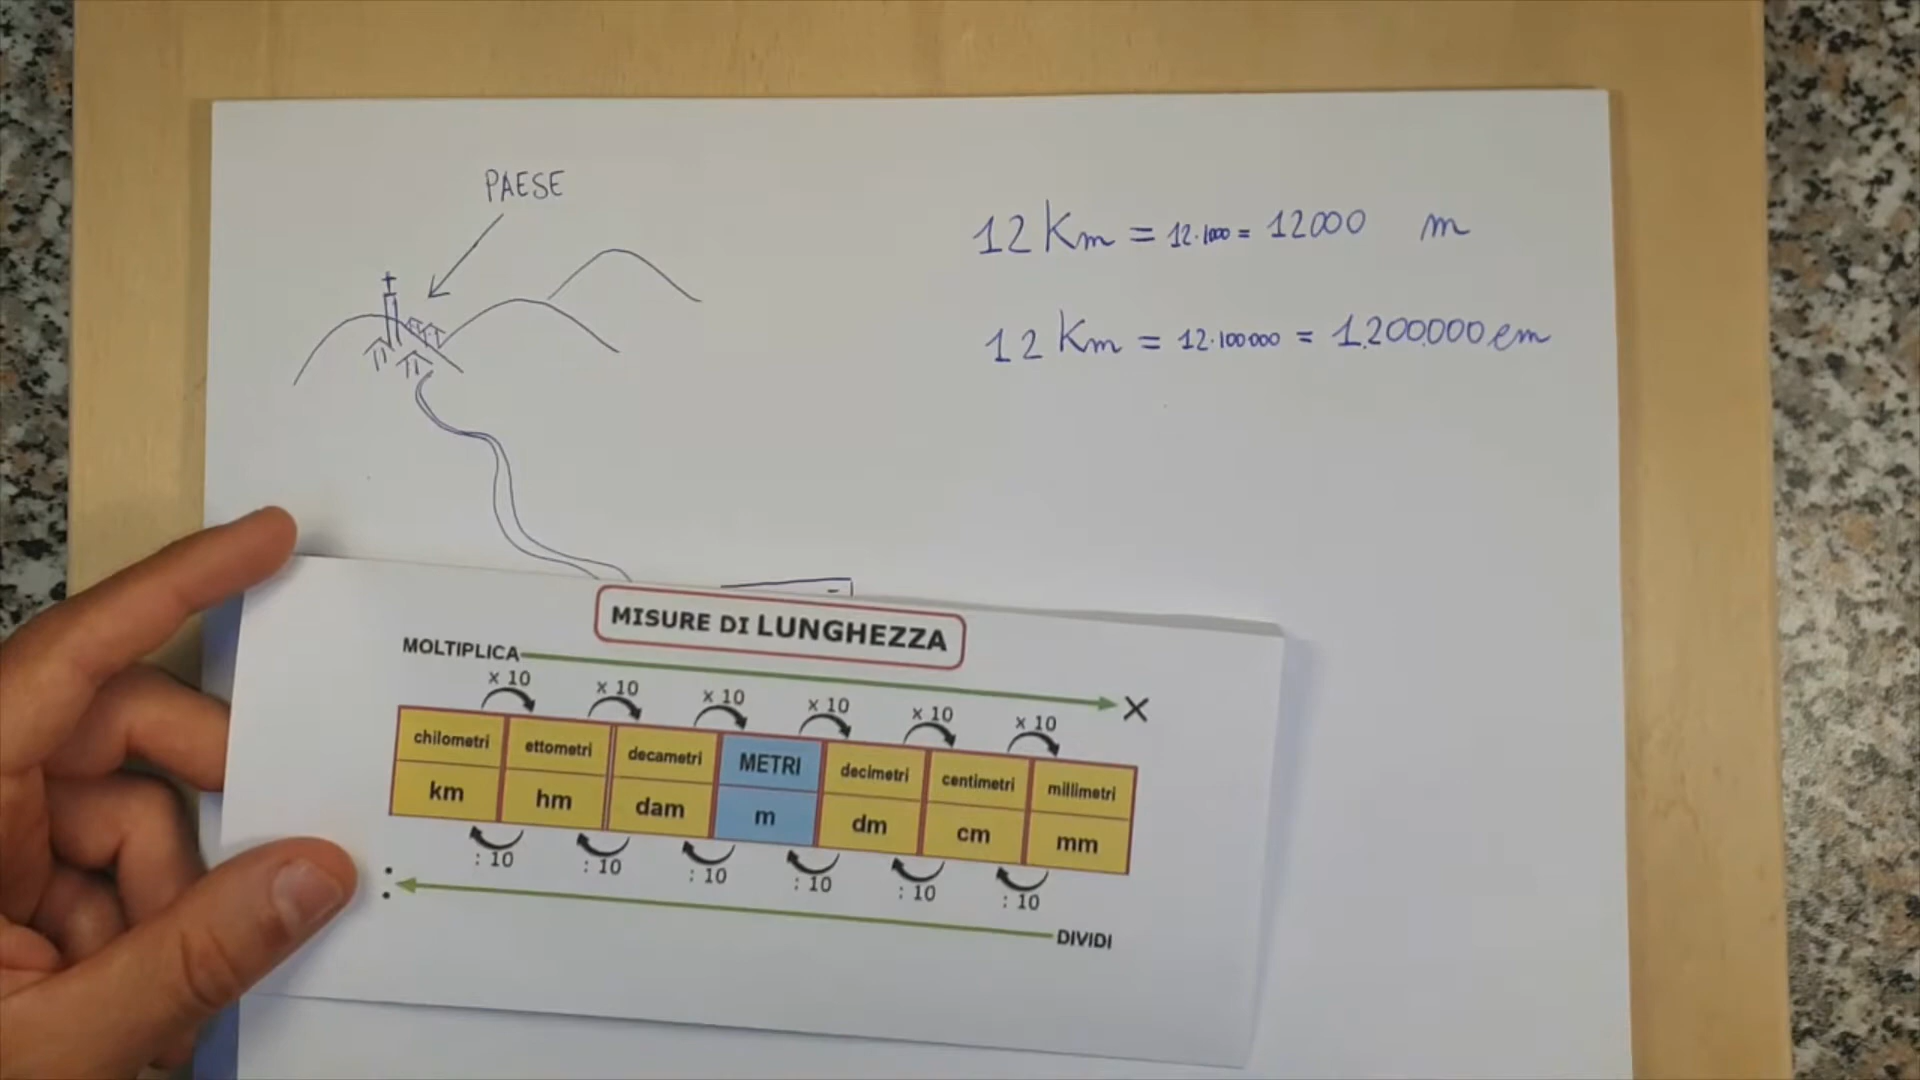 PAESE
12 Km = 12·1000 = 12000 m
12 Km = 12·100000 = 1.200.000 cm
MISURE DI LUNGHEZZA
MOLTIPLICA
x 10 x 10 x 10 x 10 x 10 x 10 X
chilometri ettometri decametri METRI decimetri centimetri millimetri
km hm dam m dm cm mm
: 10 : 10 : 10 : 10 : 10 : 10
:
DIVIDI